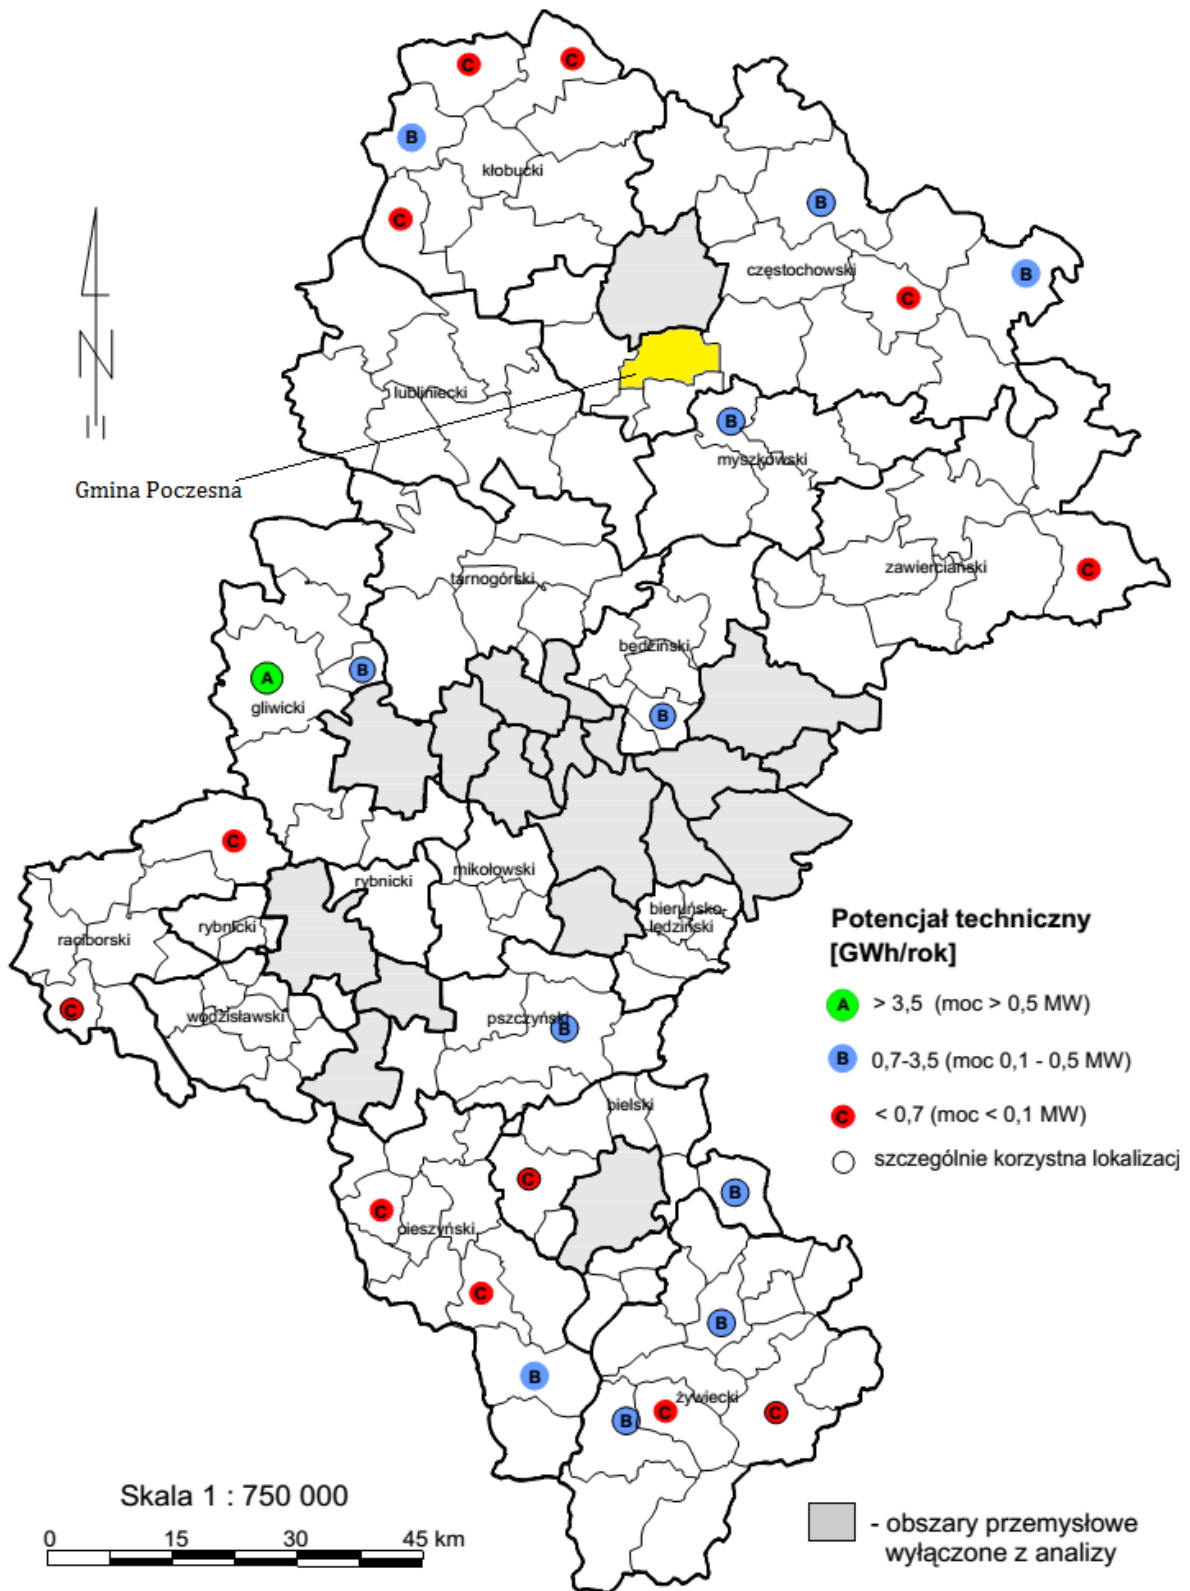 C
C
B
kłobucki
C
B
częstochowski
B
C
N
lubliniecki
B
myszkowski
Gmina Poczesna
zawierciański
C
tarnogórski
będziński
B
A
gliwicki
B
C
mikołowski
rybnicki
bieruńsko-
lędziński
rybnicki
raciborski
C
wodzisławski
pszczyński
B
bielski
C
B
C
cieszyński
C
B
B
żywiecki
C
B
C
Potencjał techniczny
[GWh/rok]
A > 3,5 (moc > 0,5 MW)
B 0,7-3,5 (moc 0,1 - 0,5 MW)
C < 0,7 (moc < 0,1 MW)
szczególnie korzystna lokalizacj
Skala 1 : 750 000
0 15 30 45 km
- obszary przemysłowe
wyłączone z analizy